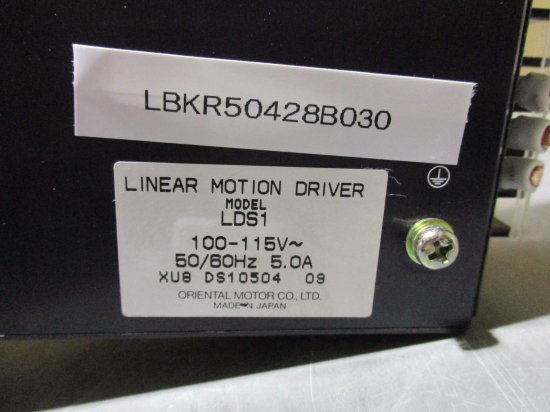 LBKR50428B030
LINEAR MOTION DRIVER
MODEL
LDS1
100-115V~
50/60Hz 5.0A
XU8 DS10504 09
ORIENTAL MOTOR CO., LTD.
MADE IN JAPAN